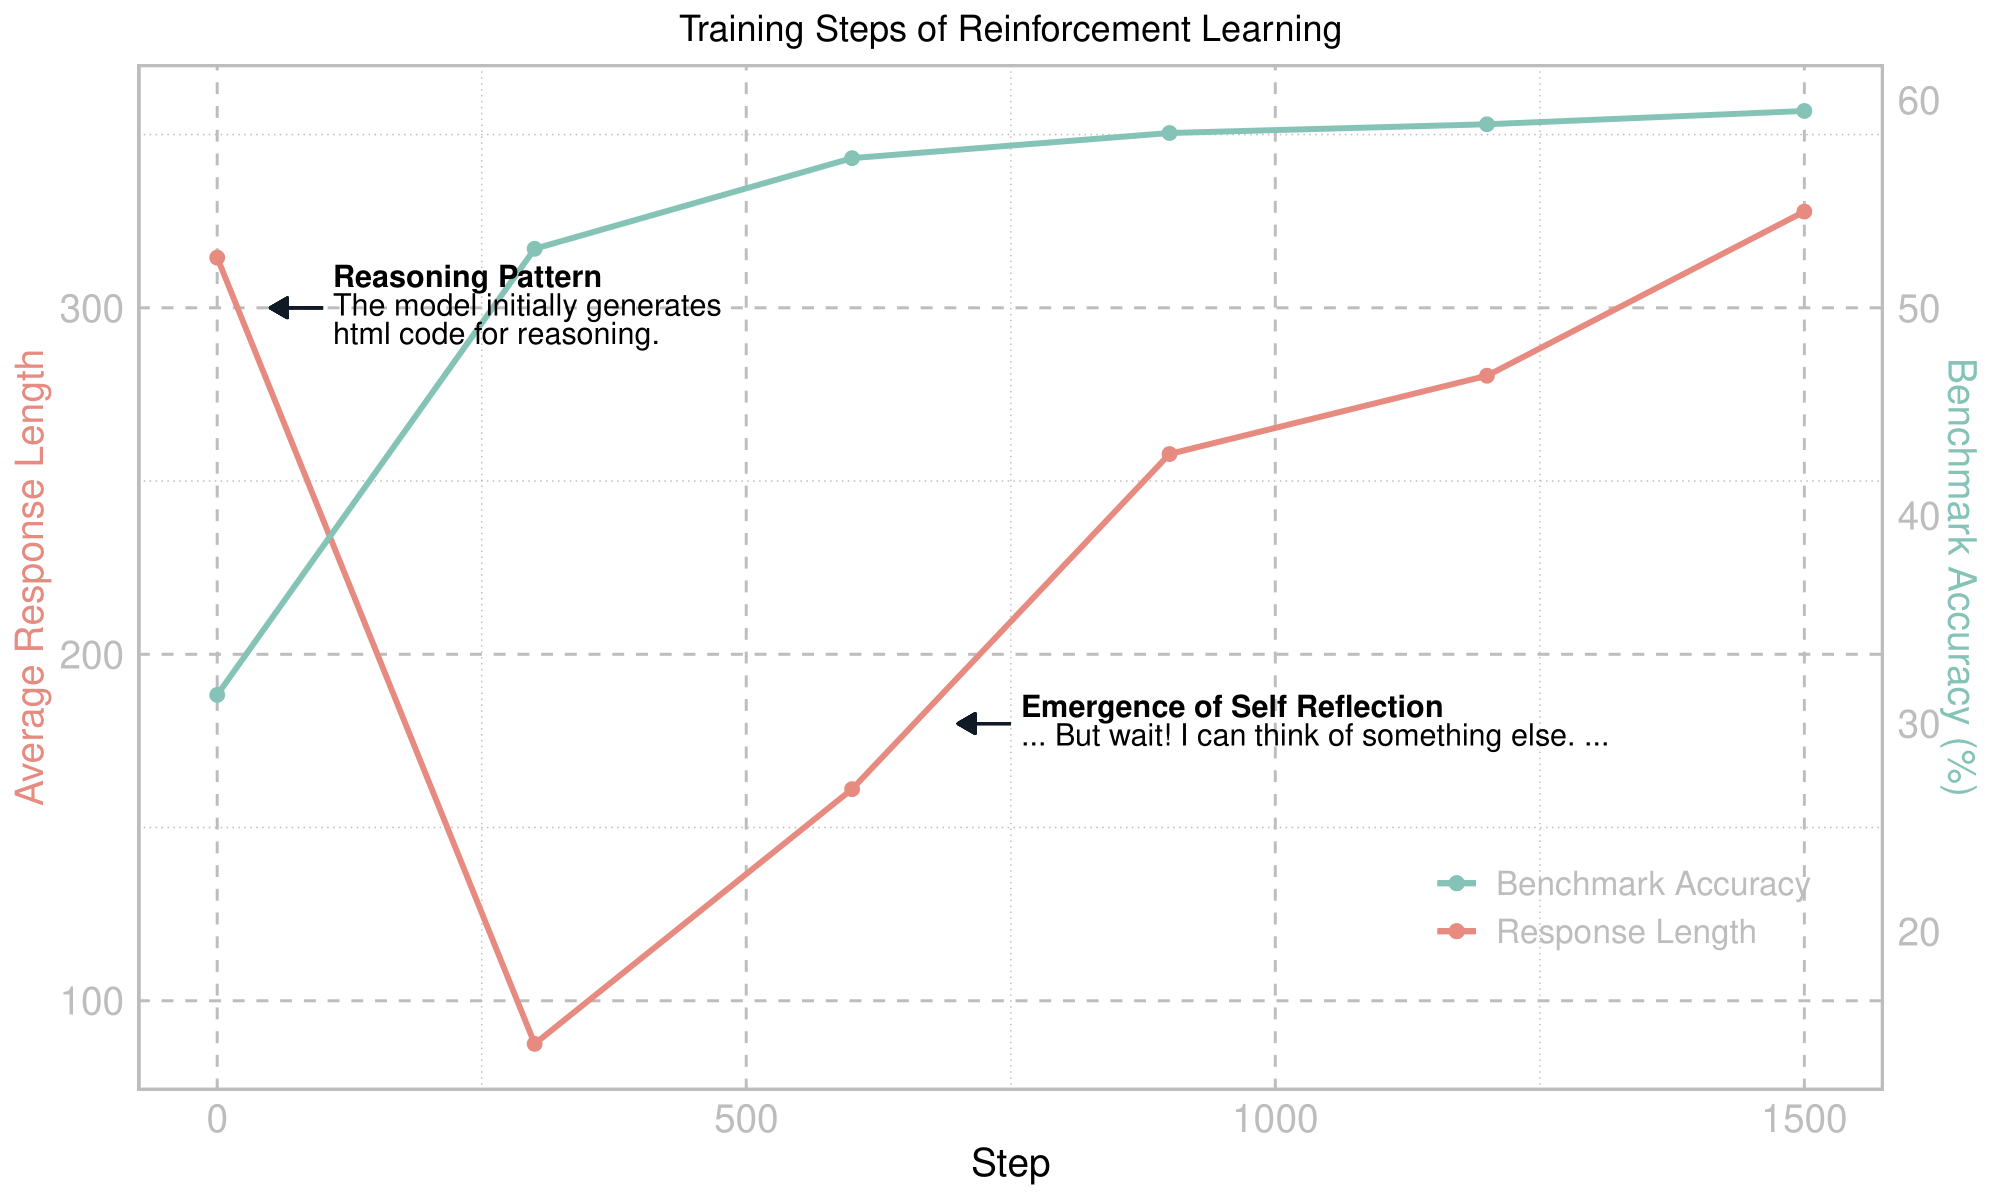 Training Steps of Reinforcement Learning
60
Reasoning Pattern
The model initially generates
html code for reasoning.
300
50
Average Response Length
Benchmark Accuracy (%)
40
200
Emergence of Self Reflection
... But wait! I can think of something else. ...
30
Benchmark Accuracy
Response Length
20
100
0
500
1000
1500
Step